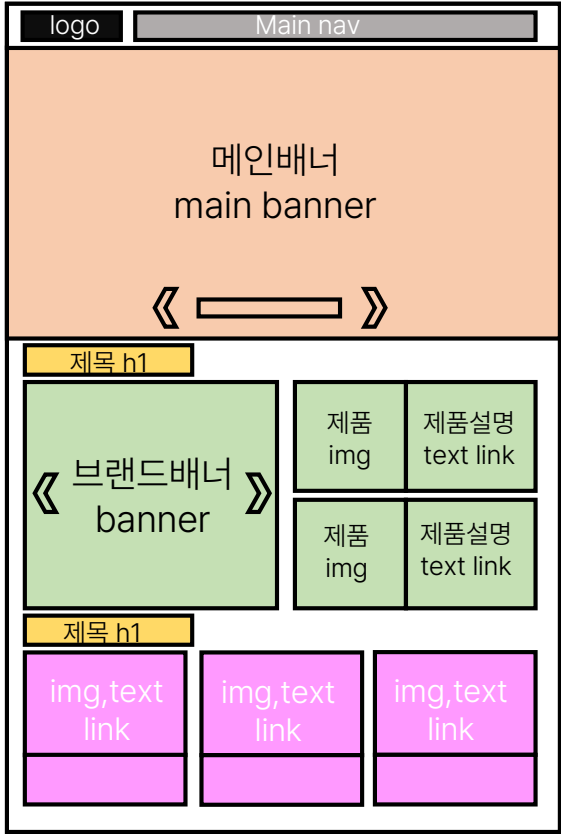 logo
Main nav
메인배너
main banner
제목 h1
브랜드배너
banner
제품
img
제품설명
text link
제품
img
제품설명
text link
제목 h1
img,text
link
img,text
link
img,text
link